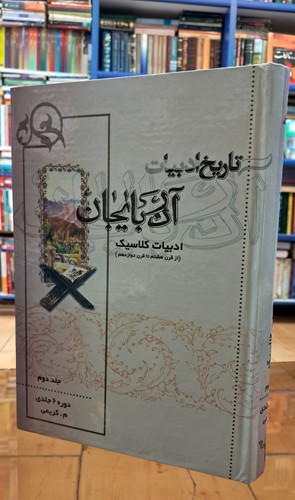 تاریخ ادبیات
آذربایجان
ادبیات کلاسیک
(از قرن هشتم تا قرن دوازدهم)
جلد دوم
دوره ۶ جلدی
م. کریمی